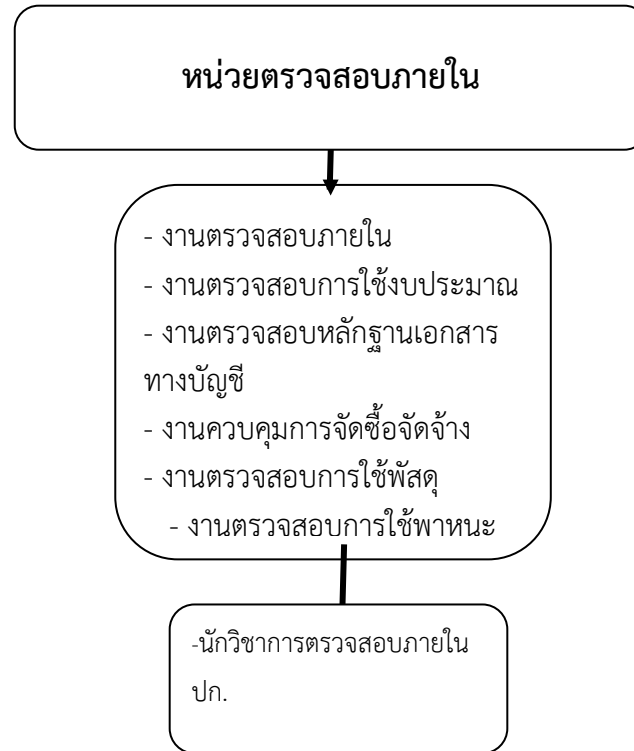 หน่วยตรวจสอบภายใน
- งานตรวจสอบภายใน
- งานตรวจสอบการใช้งบประมาณ
- งานตรวจสอบหลักฐานเอกสาร
ทางบัญชี
- งานควบคุมการจัดซื้อจัดจ้าง
- งานตรวจสอบการใช้พัสดุ
- งานตรวจสอบการใช้พาหนะ
-นักวิชาการตรวจสอบภายใน
ปก.